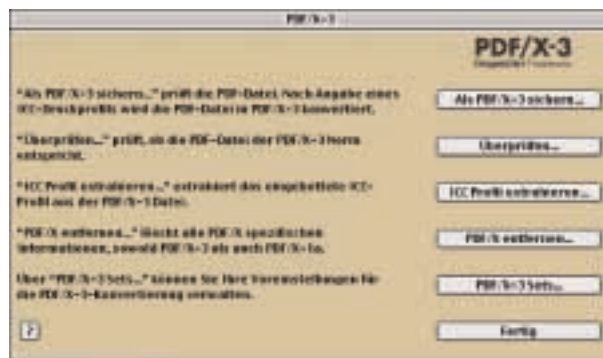 PDF/X-3
PDF/X-3
"Als PDF/X-3 sichern..." prüft die PDF-Datei. Nach Angabe eines
ICC-Druckprofils wird die PDF-Datei in PDF/X-3 konvertiert.
Als PDF/X-3 sichern...
"Überprüfen..." prüft, ob die PDF-Datei der PDF/X-3 Norm
entspricht.
Überprüfen...
"ICC Profil extrahieren..." extrahiert das eingebettete ICC-
Profil aus der PDF/X-3 Datei.
ICC Profil extrahieren...
"PDF/X entfernen..." löscht alle PDF/X spezifischen
Informationen, sowohl PDF/X-3 als auch PDF/X-1a.
PDF/X entfernen...
Über "PDF/X-3 Sets..." können Sie Ihre Voreinstellungen für
die PDF/X-3-Konvertierung verwalten.
PDF/X-3 Sets...
?
Fertig